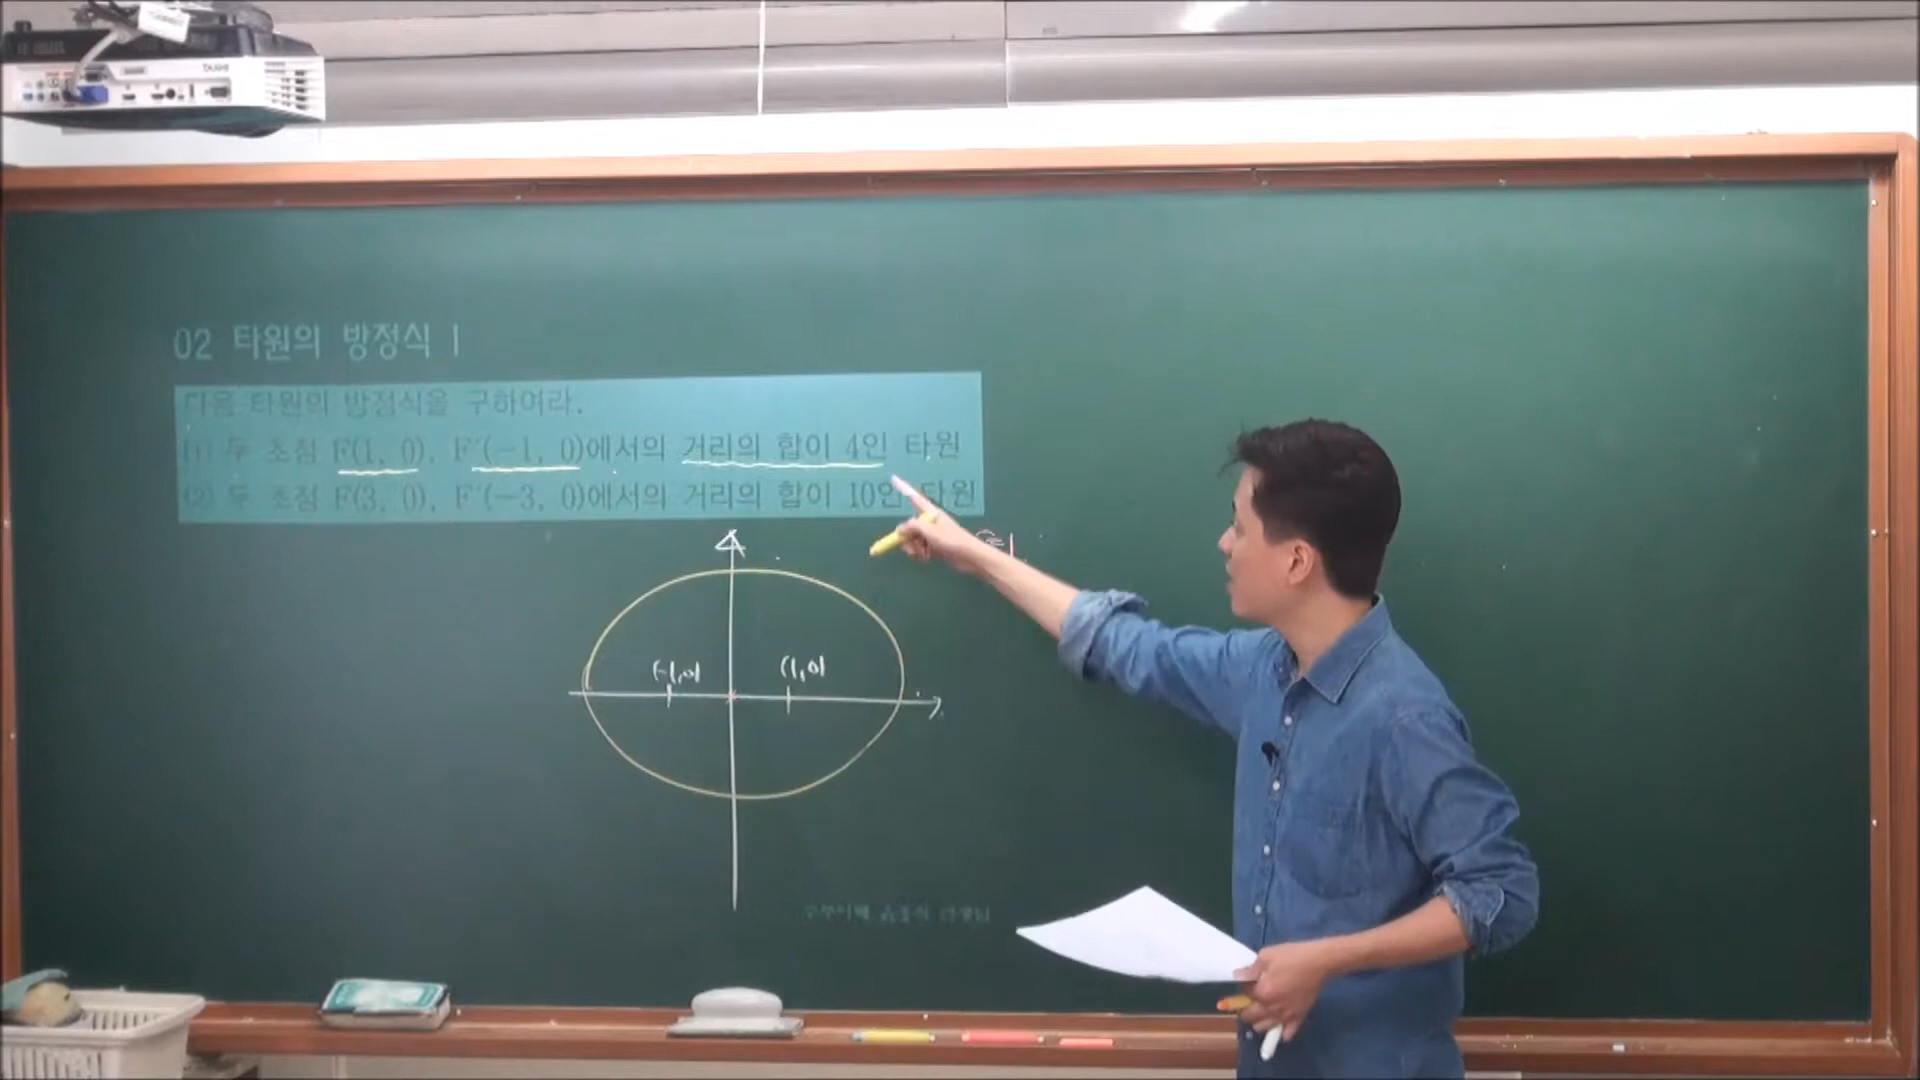 02 타원의 방정식 I
다음 타원의 방정식을 구하여라.
(1) 두 초점 F(1, 0), F'(-1, 0)에서의 거리의 합이 4인 타원
(2) 두 초점 F(3, 0), F'(-3, 0)에서의 거리의 합이 10인 타원
(-1,0) (1,0)
BenQ